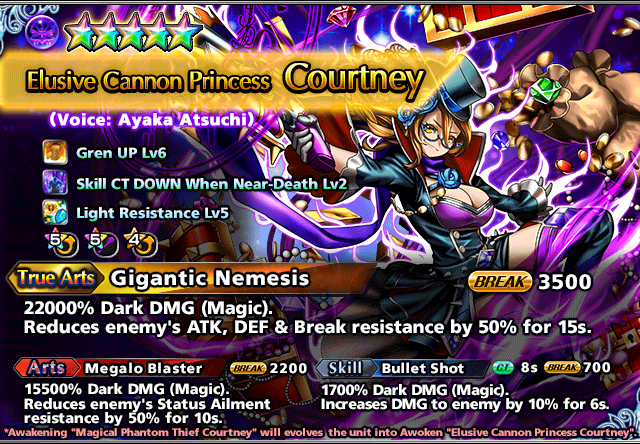 Elusive Cannon Princess Courtney
(Voice: Ayaka Atsuchi)
Gren UP Lv6
Skill CT DOWN When Near-Death Lv2
Light Resistance Lv5
5 5 4
True Arts Gigantic Nemesis BREAK 3500
22000% Dark DMG (Magic).
Reduces enemy's ATK, DEF & Break resistance by 50% for 15s.
Arts Megalo Blaster BREAK 2200
15500% Dark DMG (Magic).
Reduces enemy's Status Ailment
resistance by 50% for 10s.
Skill Bullet Shot CT 8s BREAK 700
1700% Dark DMG (Magic).
Increases DMG to enemy by 10% for 6s.
*Awakening "Magical Phantom Thief Courtney" will evolves the unit into Awoken "Elusive Cannon Princess Courtney".